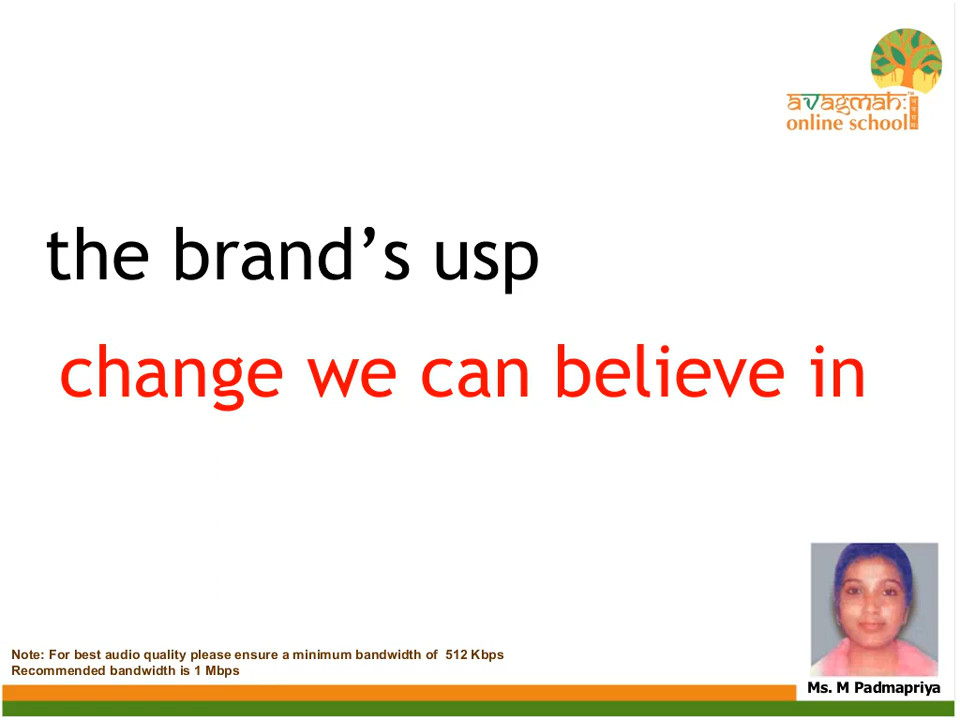 avagmah:™
online school
the brand’s usp
change we can believe in
Note: For best audio quality please ensure a minimum bandwidth of  512 Kbps
Recommended bandwidth is 1 Mbps
Ms. M Padmapriya